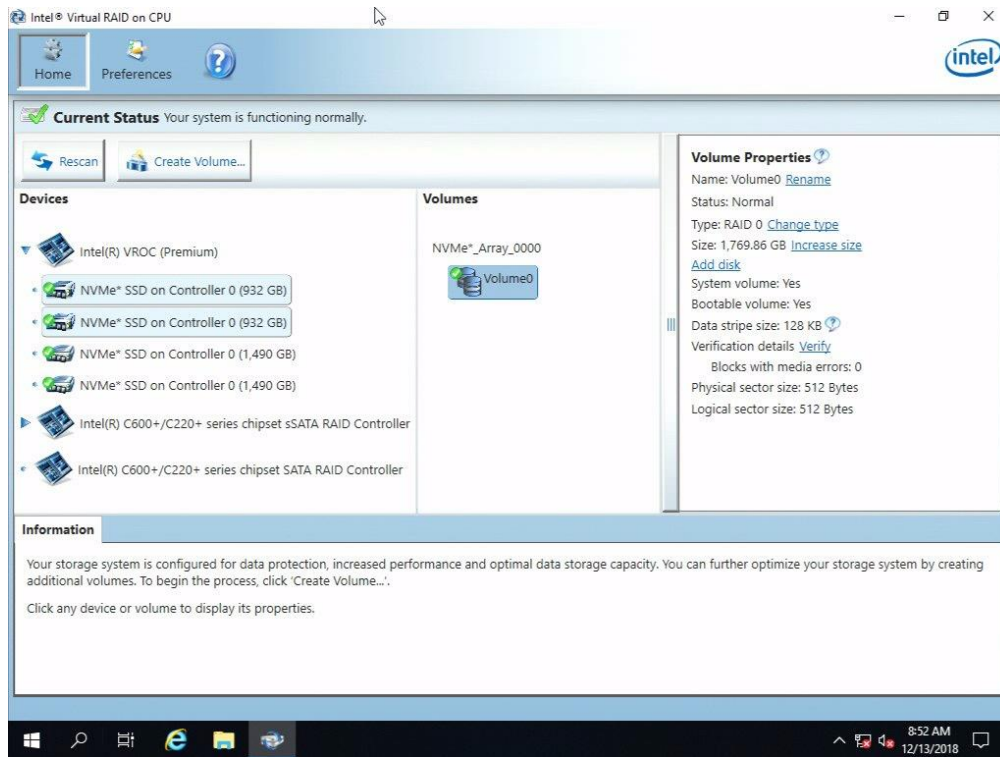 Intel® Virtual RAID on CPU
Home
Preferences
intel
Current Status Your system is functioning normally.
Rescan
Create Volume...
Devices
Intel(R) VROC (Premium)
NVMe* SSD on Controller 0 (932 GB)
NVMe* SSD on Controller 0 (932 GB)
NVMe* SSD on Controller 0 (1,490 GB)
NVMe* SSD on Controller 0 (1,490 GB)
Intel(R) C600+/C220+ series chipset sSATA RAID Controller
Intel(R) C600+/C220+ series chipset SATA RAID Controller
Volumes
NVMe*_Array_0000
Volume0
Volume Properties ?
Name: Volume0 Rename
Status: Normal
Type: RAID 0 Change type
Size: 1,769.86 GB Increase size
Add disk
System volume: Yes
Bootable volume: Yes
Data stripe size: 128 KB ?
Verification details Verify
Blocks with media errors: 0
Physical sector size: 512 Bytes
Logical sector size: 512 Bytes
Information
Your storage system is configured for data protection, increased performance and optimal data storage capacity. You can further optimize your storage system by creating
additional volumes. To begin the process, click 'Create Volume...'.
Click any device or volume to display its properties.
8:52 AM
12/13/2018